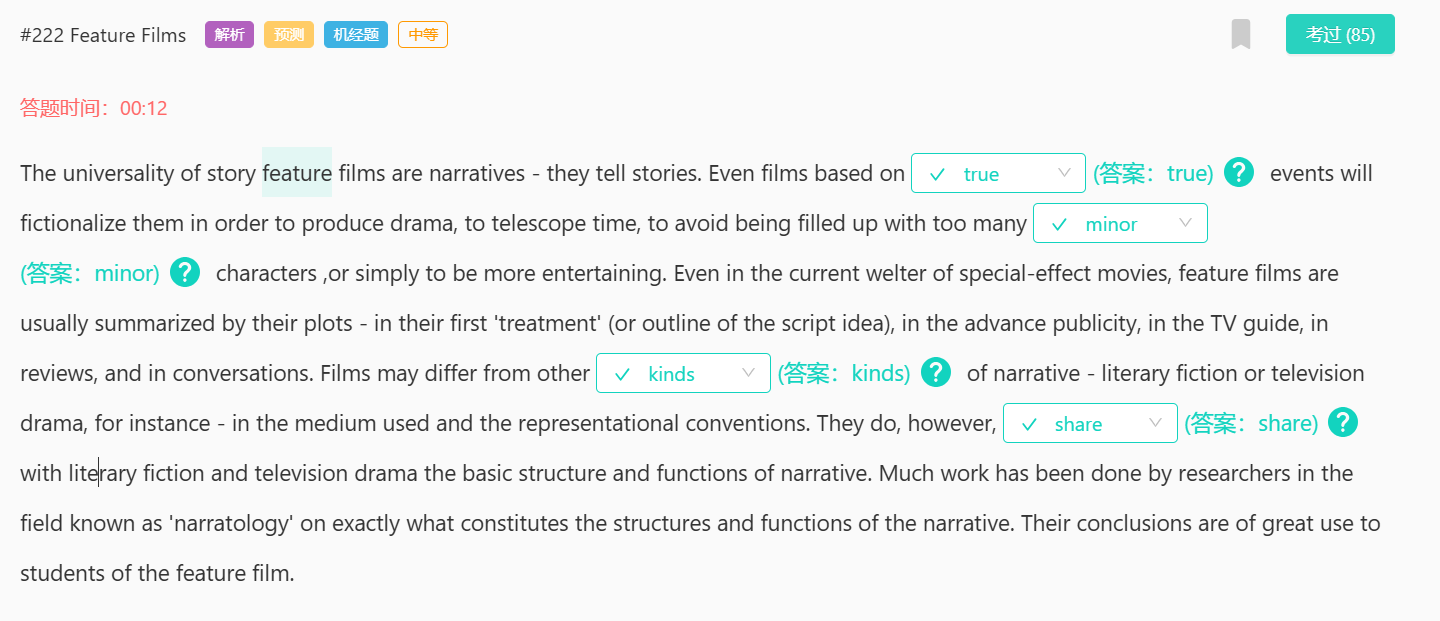 #222 Feature Films 解析 预测 机经题 中等 考过 (85)
答题时间：00:12
The universality of story feature films are narratives - they tell stories. Even films based on true (答案：true) ? events will
fictionalize them in order to produce drama, to telescope time, to avoid being filled up with too many minor
(答案：minor) ? characters ,or simply to be more entertaining. Even in the current welter of special-effect movies, feature films are
usually summarized by their plots - in their first 'treatment' (or outline of the script idea), in the advance publicity, in the TV guide, in
reviews, and in conversations. Films may differ from other kinds (答案：kinds) ? of narrative - literary fiction or television
drama, for instance - in the medium used and the representational conventions. They do, however, share (答案：share) ?
with literary fiction and television drama the basic structure and functions of narrative. Much work has been done by researchers in the
field known as 'narratology' on exactly what constitutes the structures and functions of the narrative. Their conclusions are of great use to
students of the feature film.